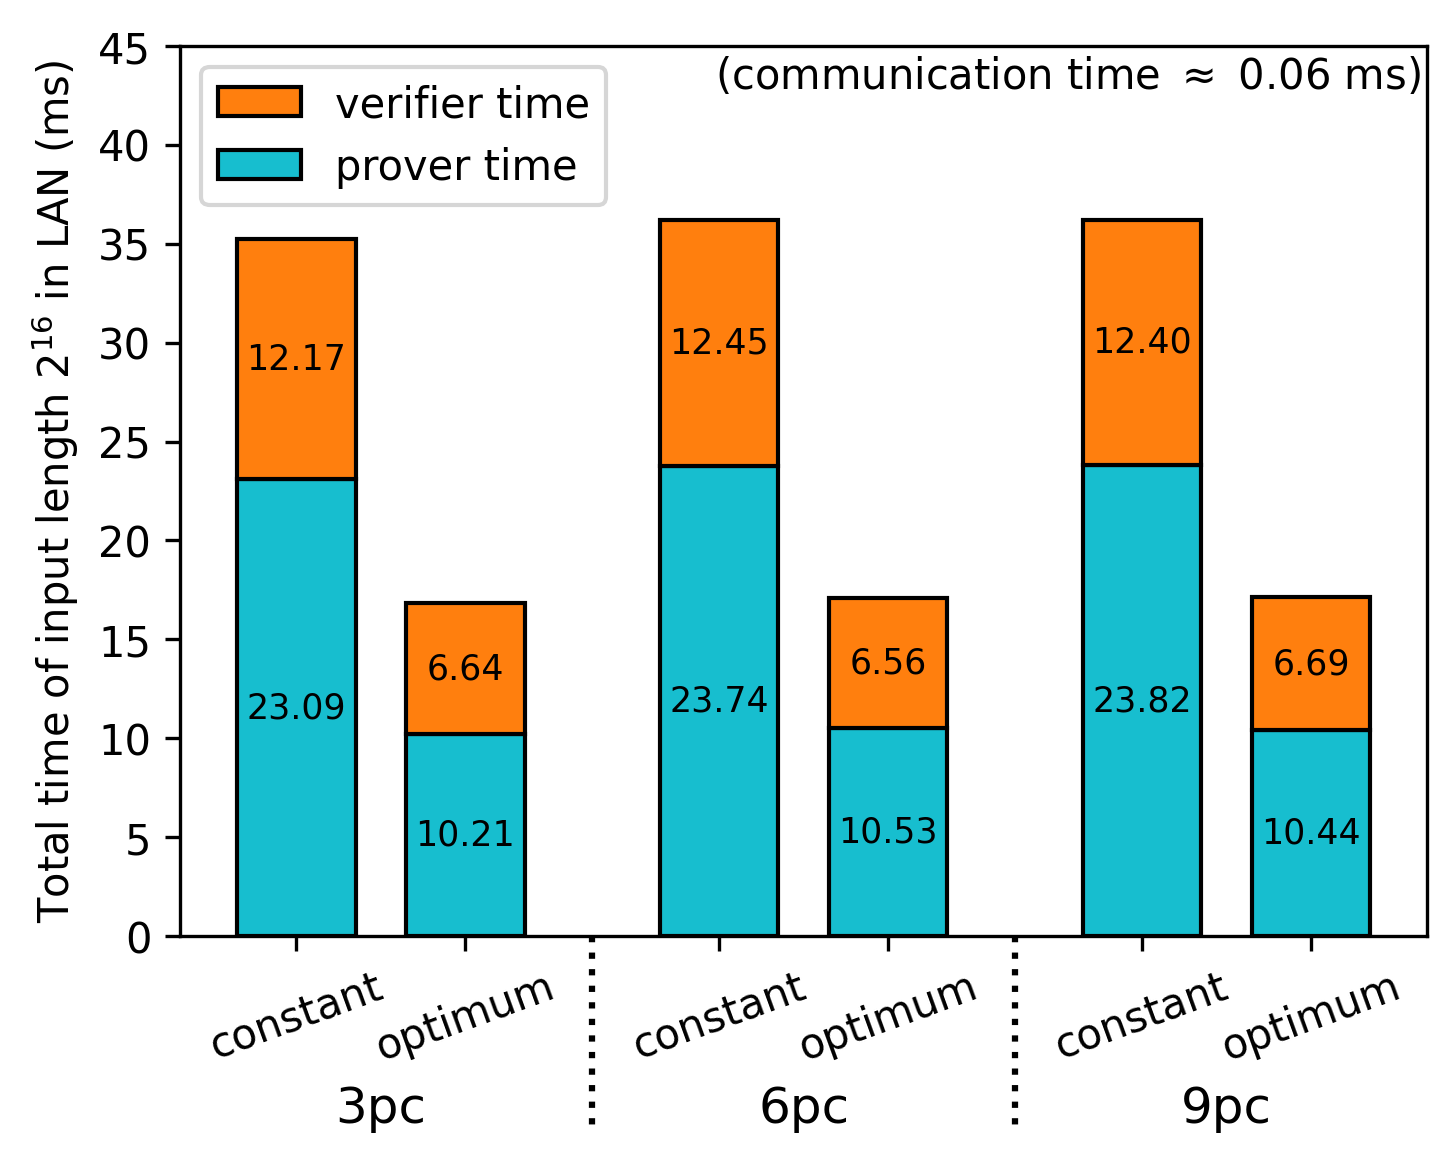 Total time of input length 2^16 in LAN (ms)
45
40
35
30
25
20
15
10
5
0
(communication time ≈ 0.06 ms)
verifier time
prover time
12.17
23.09
6.64
10.21
12.45
23.74
6.56
10.53
12.40
23.82
6.69
10.44
constant
optimum
constant
optimum
constant
optimum
3pc
6pc
9pc